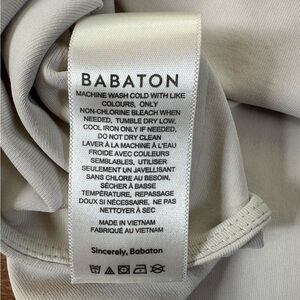 BABATON
MACHINE WASH COLD WITH LIKE
COLOURS, ONLY
NON-CHLORINE BLEACH WHEN
NEEDED, TUMBLE DRY LOW,
COOL IRON ONLY IF NEEDED,
DO NOT DRY CLEAN
LAVER À LA MACHINE À L'EAU
FROIDE AVEC COULEURS
SEMBLABLES, UTILISER
SEULEMENT UN JAVELLISANT
SANS CHLORE AU BESOIN,
SÉCHER À BASSE
TEMPÉRATURE, REPASSAGE
DOUX SI NÉCESSAIRE, NE PAS
NETTOYER À SEC
MADE IN VIETNAM
FABRIQUÉ AU VIETNAM
Sincerely, Babaton